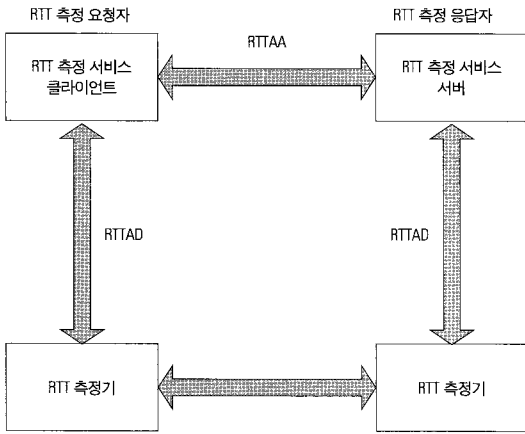 RTT 측정 요청자
RTT 측정 응답자
RTT 측정 서비스
클라이언트
RTTAA
RTT 측정 서비스
서버
RTTAD
RTTAD
RTT 측정기
RTT 측정기